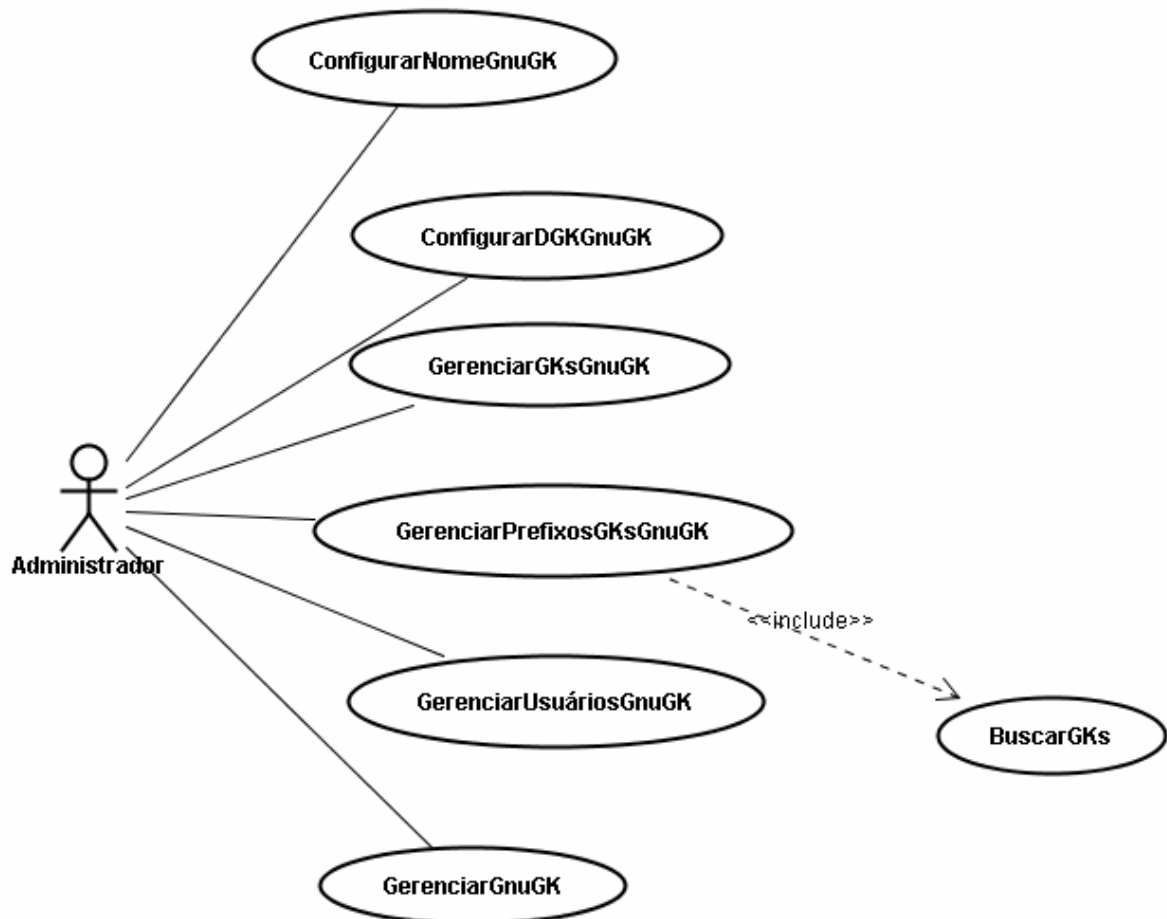 ConfigurarNomeGnuGK
ConfigurarDGKGnuGK
GerenciarGKsGnuGK
GerenciarPrefixosGKsGnuGK
Administrador
<<include>>
GerenciarUsuáriosGnuGK
BuscarGKs
GerenciarGnuGK